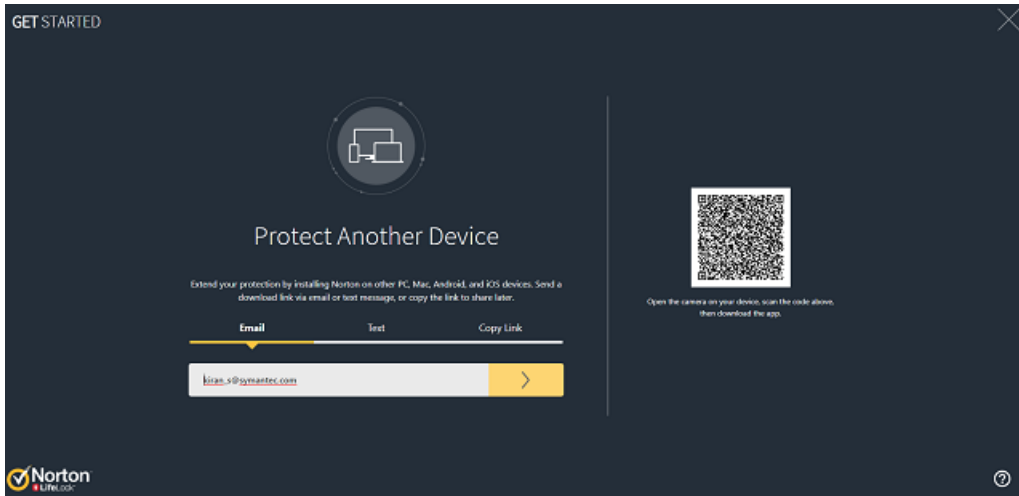 GET STARTED
Protect Another Device
Extend your protection by installing Norton on other PC, Mac, Android, and iOS devices. Send a
download link via email or text message, or copy the link to share later.
Email Text Copy Link
kiran_s@symantec.com
Open the camera on your device, scan the code above,
then download the app.
Norton
LifeLock